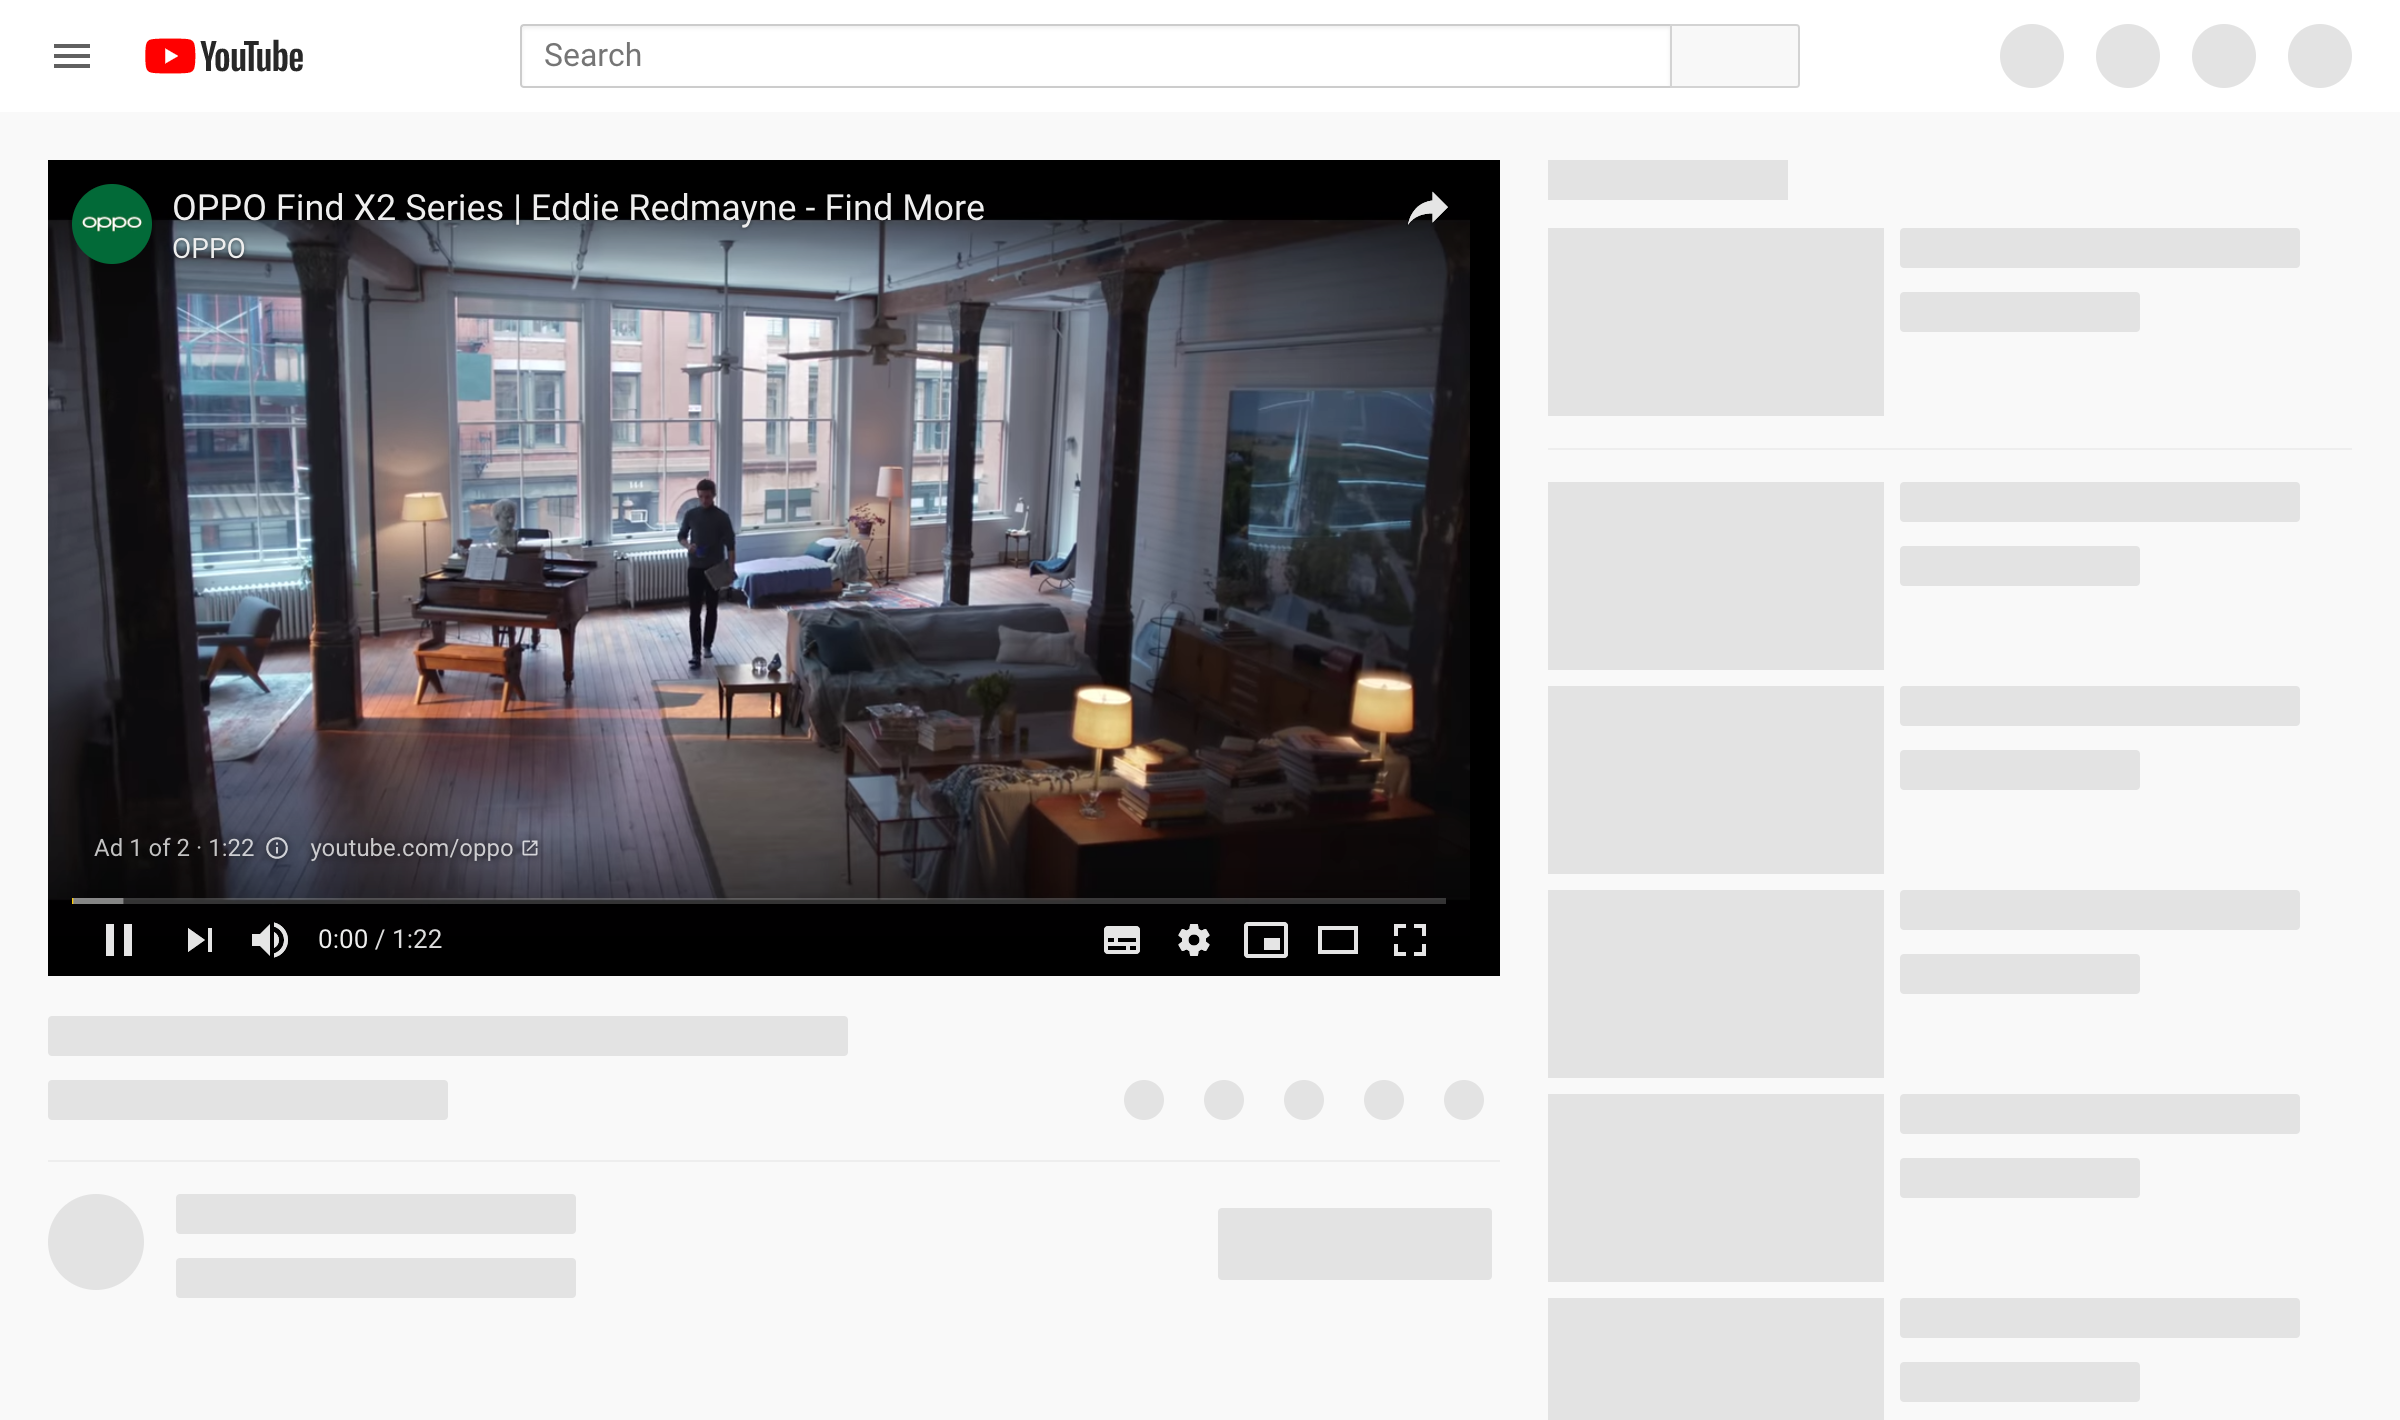 YouTube
Search
oppo
OPPO Find X2 Series | Eddie Redmayne - Find More
OPPO
144
Ad 1 of 2 · 1:22 youtube.com/oppo
0:00 / 1:22